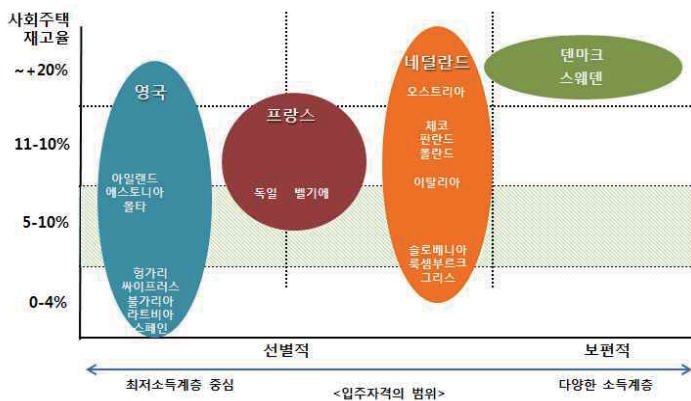 사회주택
재고율
~+20%
11-10%
5-10%
0-4%
영국
아일랜드
에스토니아
몰타
헝가리
싸이프러스
불가리아
라트비아
스페인
프랑스
독일 벨기에
네덜란드
오스트리아
체코
핀란드
폴란드
이탈리아
슬로베니아
룩셈부르크
그리스
덴마크
스웨덴
선별적
보편적
최저소득계층 중심
<입주자격의 범위>
다양한 소득계층